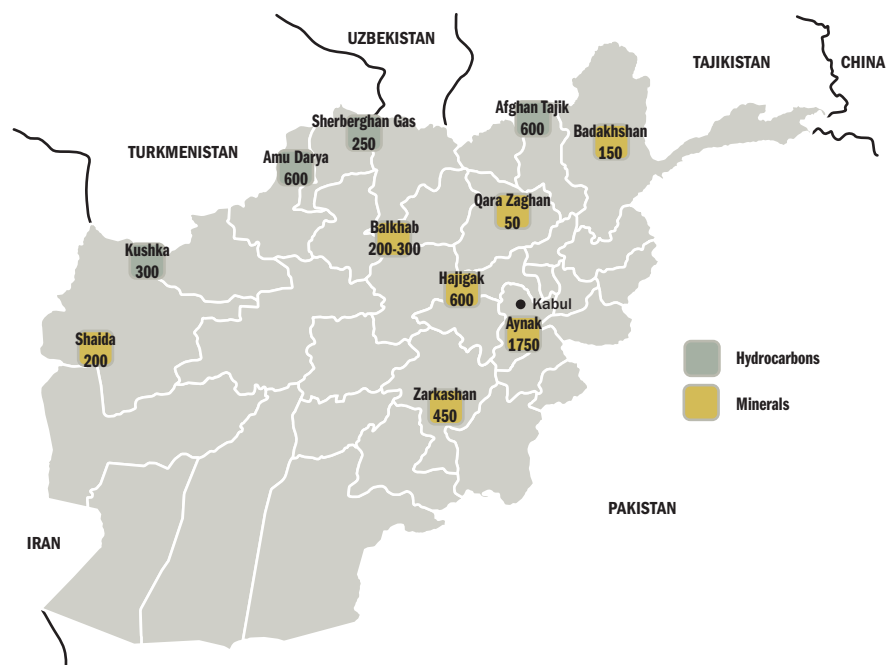 UZBEKISTAN
TAJIKISTAN
CHINA
Sherberghan Gas
250
Afghan Tajik
600
Badakhshan
150
TURKMENISTAN
Amu Darya
600
Qara Zaghan
50
Balkhab
200-300
Kushka
300
Hajigak
600
Kabul
Aynak
1750
Shaida
200
Hydrocarbons
Minerals
Zarkashan
450
PAKISTAN
IRAN